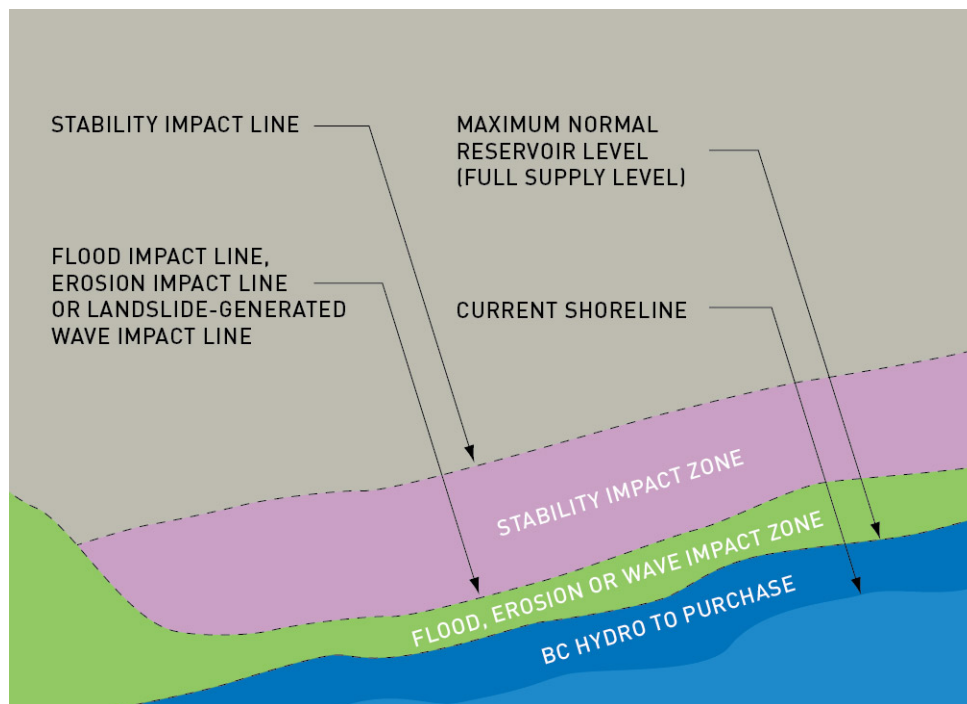 STABILITY IMPACT LINE
MAXIMUM NORMAL
RESERVOIR LEVEL
(FULL SUPPLY LEVEL)
FLOOD IMPACT LINE,
EROSION IMPACT LINE
OR LANDSLIDE-GENERATED
WAVE IMPACT LINE
CURRENT SHORELINE
STABILITY IMPACT ZONE
FLOOD, EROSION OR WAVE IMPACT ZONE
BC HYDRO TO PURCHASE